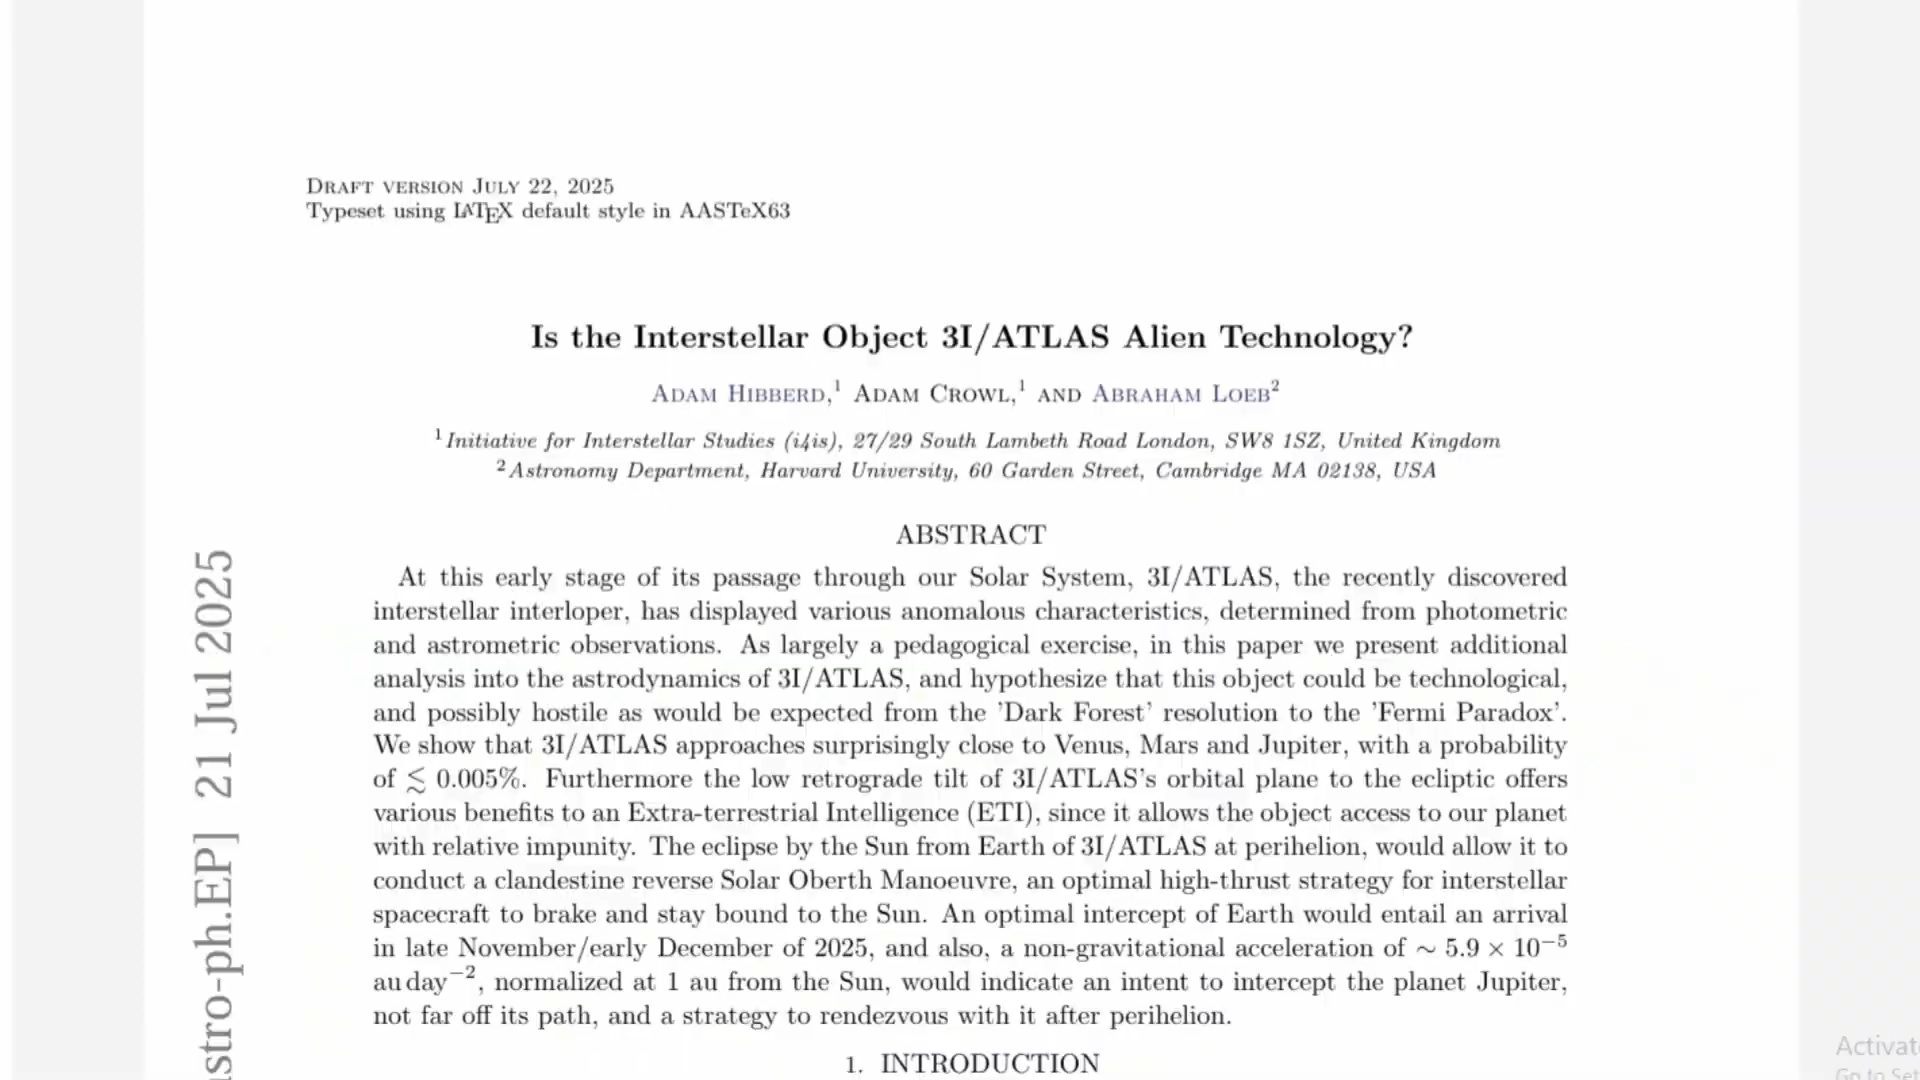 DRAFT VERSION JULY 22, 2025
Typeset using LATEX default style in AASTeX63
Is the Interstellar Object 3I/ATLAS Alien Technology?
ADAM HIBBERD,¹ ADAM CROWL,¹ AND ABRAHAM LOEB²
¹Initiative for Interstellar Studies (i4is), 27/29 South Lambeth Road London, SW8 1SZ, United Kingdom
²Astronomy Department, Harvard University, 60 Garden Street, Cambridge MA 02138, USA
ABSTRACT
At this early stage of its passage through our Solar System, 3I/ATLAS, the recently discovered
interstellar interloper, has displayed various anomalous characteristics, determined from photometric
and astrometric observations. As largely a pedagogical exercise, in this paper we present additional
analysis into the astrodynamics of 3I/ATLAS, and hypothesize that this object could be technological,
and possibly hostile as would be expected from the 'Dark Forest' resolution to the 'Fermi Paradox'.
We show that 3I/ATLAS approaches surprisingly close to Venus, Mars and Jupiter, with a probability
of ≲ 0.005%. Furthermore the low retrograde tilt of 3I/ATLAS's orbital plane to the ecliptic offers
various benefits to an Extra-terrestrial Intelligence (ETI), since it allows the object access to our planet
with relative impunity. The eclipse by the Sun from Earth of 3I/ATLAS at perihelion, would allow it to
conduct a clandestine reverse Solar Oberth Manoeuvre, an optimal high-thrust strategy for interstellar
spacecraft to brake and stay bound to the Sun. An optimal intercept of Earth would entail an arrival
in late November/early December of 2025, and also, a non-gravitational acceleration of ~ 5.9 × 10⁻⁵
au day⁻², normalized at 1 au from the Sun, would indicate an intent to intercept the planet Jupiter,
not far off its path, and a strategy to rendezvous with it after perihelion.
1. INTRODUCTION
stro-ph.EP] 21 Jul 2025
Activat
Go to Set